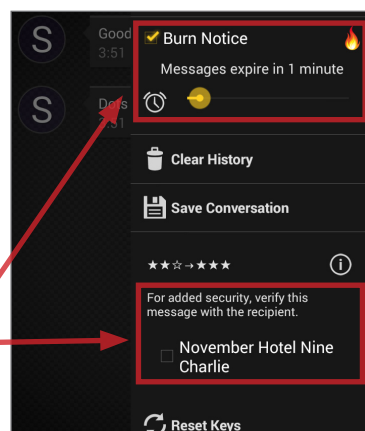 S
Good
3:51
Burn Notice
Messages expire in 1 minute
S
Dots
3:51
Clear History
Save Conversation
★★☆→★★★
i
For added security, verify this
message with the recipient.
November Hotel Nine
Charlie
Reset Keys